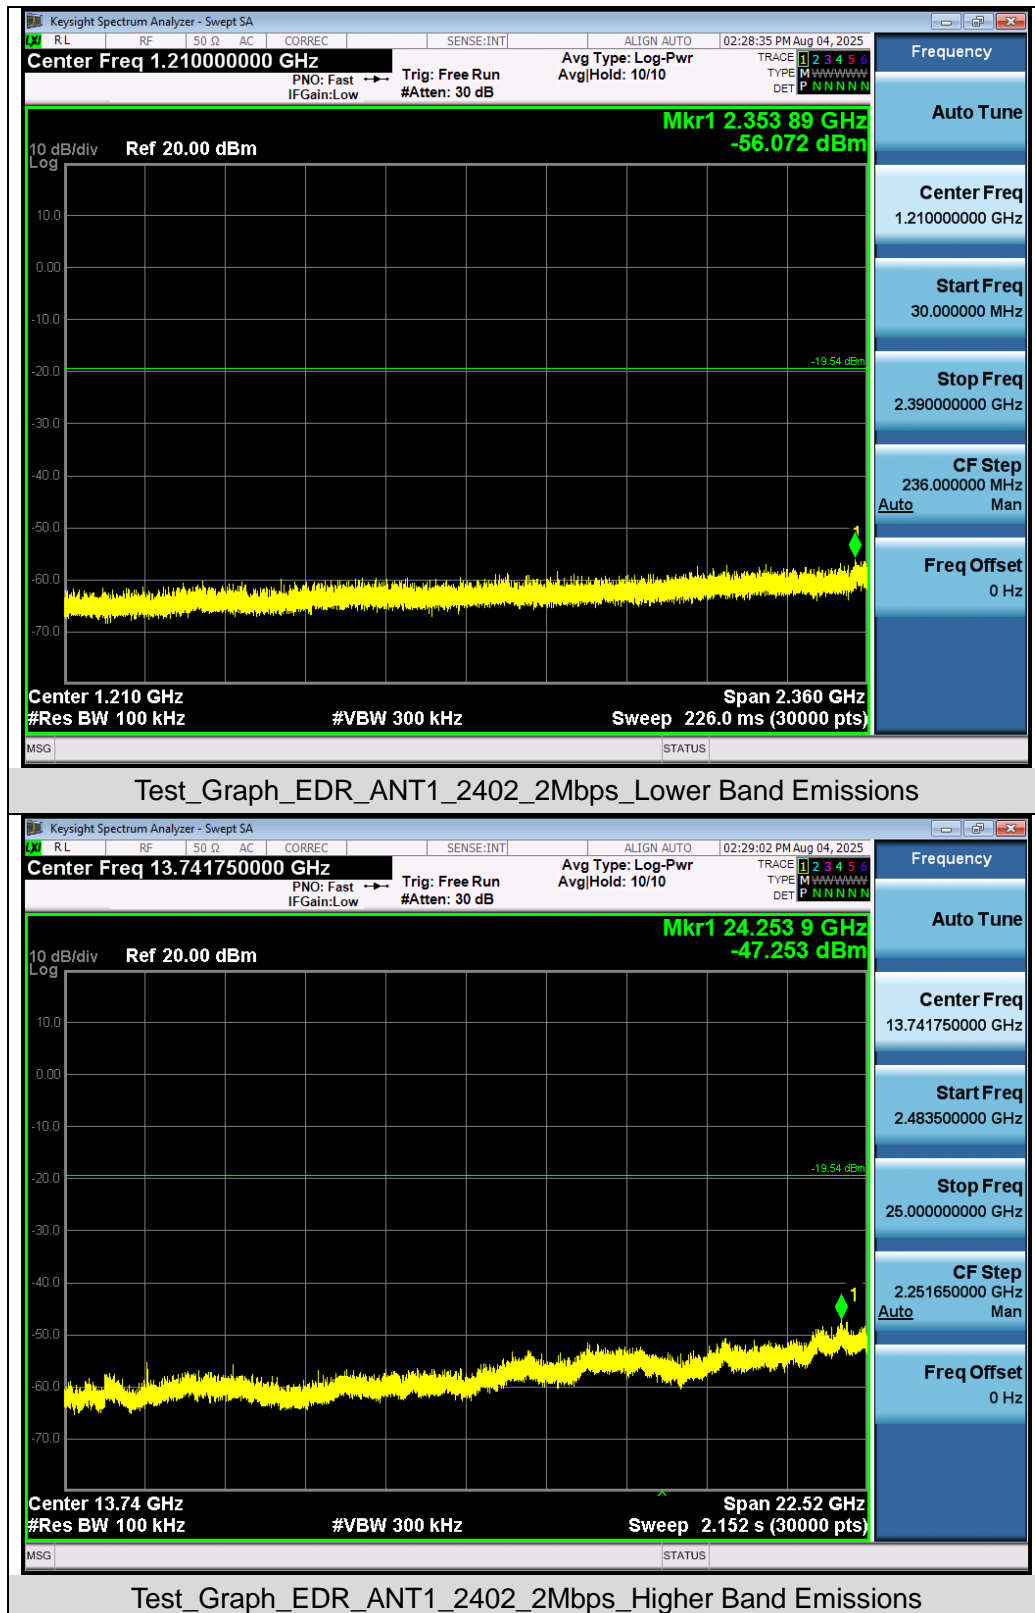 Keysight Spectrum Analyzer - Swept SA
LXI RL RF 50 Ω AC CORREC SENSE:INT ALIGN AUTO 02:28:35 PM Aug 04, 2025
Center Freq 1.210000000 GHz
PNO: Fast
IFGain:Low
Trig: Free Run
#Atten: 30 dB
Avg Type: Log-Pwr
Avg|Hold: 10/10
TRACE 1 2 3 4 5 6
TYPE M WWWWW
DET P N N N N N
Mkr1 2.353 89 GHz
-56.072 dBm
10 dB/div Ref 20.00 dBm
Log
10.0
0.00
-10.0
-19.54 dBm
-20.0
-30.0
-40.0
-50.0
1
-60.0
-70.0
Center 1.210 GHz Span 2.360 GHz
#Res BW 100 kHz #VBW 300 kHz Sweep 226.0 ms (30000 pts)
MSG STATUS
Frequency
Auto Tune
Center Freq
1.210000000 GHz
Start Freq
30.000000 MHz
Stop Freq
2.390000000 GHz
CF Step
236.000000 MHz
Auto Man
Freq Offset
0 Hz
Test_Graph_EDR_ANT1_2402_2Mbps_Lower Band Emissions
Keysight Spectrum Analyzer - Swept SA
LXI RL RF 50 Ω AC CORREC SENSE:INT ALIGN AUTO 02:29:02 PM Aug 04, 2025
Center Freq 13.741750000 GHz
PNO: Fast
IFGain:Low
Trig: Free Run
#Atten: 30 dB
Avg Type: Log-Pwr
Avg|Hold: 10/10
TRACE 1 2 3 4 5 6
TYPE M WWWWW
DET P N N N N N
Mkr1 24.253 9 GHz
-47.253 dBm
10 dB/div Ref 20.00 dBm
Log
10.0
0.00
-10.0
-19.54 dBm
-20.0
-30.0
-40.0
1
-50.0
-60.0
-70.0
Center 13.74 GHz Span 22.52 GHz
#Res BW 100 kHz #VBW 300 kHz Sweep 2.152 s (30000 pts)
MSG STATUS
Frequency
Auto Tune
Center Freq
13.741750000 GHz
Start Freq
2.483500000 GHz
Stop Freq
25.000000000 GHz
CF Step
2.251650000 GHz
Auto Man
Freq Offset
0 Hz
Test_Graph_EDR_ANT1_2402_2Mbps_Higher Band Emissions